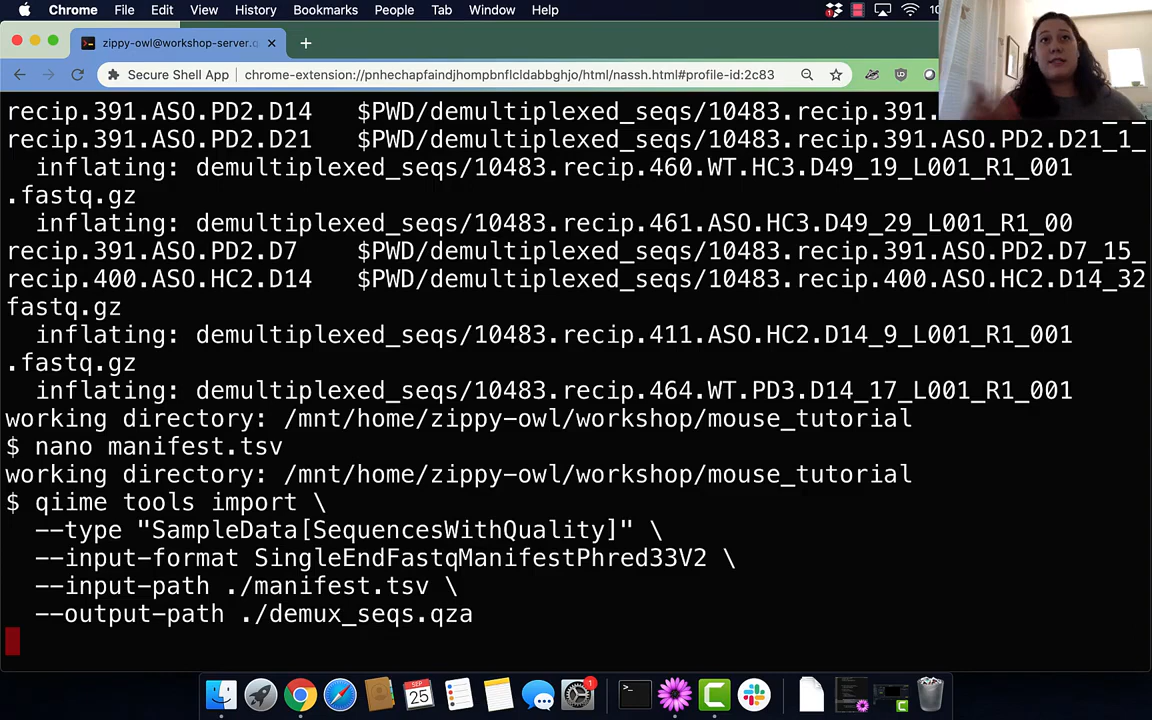 Chrome File Edit View History Bookmarks People Tab Window Help 10
zippy-owl@workshop-server.q
Secure Shell App chrome-extension://pnhechapfaindjhompbnflcldabbghjo/html/nassh.html#profile-id:2c83
recip.391.ASO.PD2.D14 $PWD/demultiplexed_seqs/10483.recip.391.
recip.391.ASO.PD2.D21 $PWD/demultiplexed_seqs/10483.recip.391.ASO.PD2.D21_1_
inflating: demultiplexed_seqs/10483.recip.460.WT.HC3.D49_19_L001_R1_001
.fastq.gz
inflating: demultiplexed_seqs/10483.recip.461.ASO.HC3.D49_29_L001_R1_00
recip.391.ASO.PD2.D7 $PWD/demultiplexed_seqs/10483.recip.391.ASO.PD2.D7_15_
recip.400.ASO.HC2.D14 $PWD/demultiplexed_seqs/10483.recip.400.ASO.HC2.D14_32
fastq.gz
inflating: demultiplexed_seqs/10483.recip.411.ASO.HC2.D14_9_L001_R1_001
.fastq.gz
inflating: demultiplexed_seqs/10483.recip.464.WT.PD3.D14_17_L001_R1_001
working directory: /mnt/home/zippy-owl/workshop/mouse_tutorial
$ nano manifest.tsv
working directory: /mnt/home/zippy-owl/workshop/mouse_tutorial
$ qiime tools import \
--type "SampleData[SequencesWithQuality]" \
--input-format SingleEndFastqManifestPhred33V2 \
--input-path ./manifest.tsv \
--output-path ./demux_seqs.qza
SEP
25
1